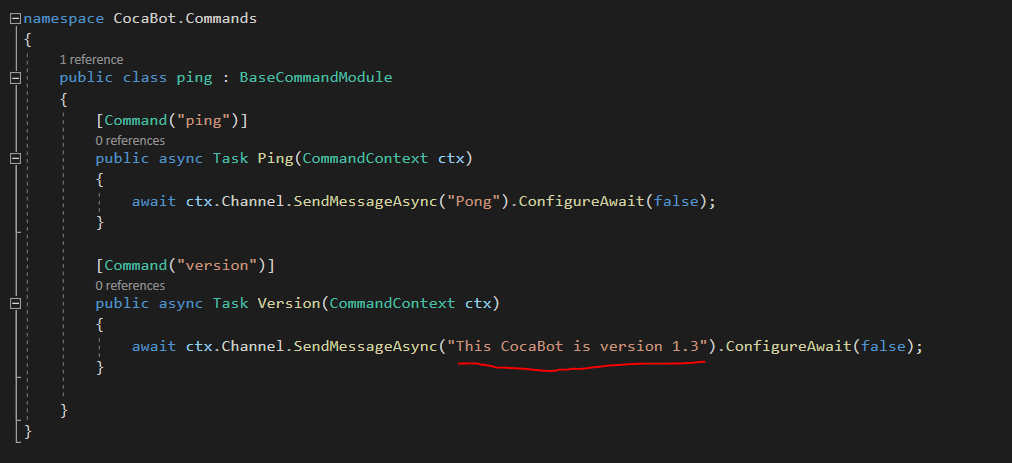 namespace CocaBot.Commands
{
1 reference
public class ping : BaseCommandModule
{
[Command("ping")]
0 references
public async Task Ping(CommandContext ctx)
{
await ctx.Channel.SendMessageAsync("Pong").ConfigureAwait(false);
}
[Command("version")]
0 references
public async Task Version(CommandContext ctx)
{
await ctx.Channel.SendMessageAsync("This CocaBot is version 1.3").ConfigureAwait(false);
}
}
}